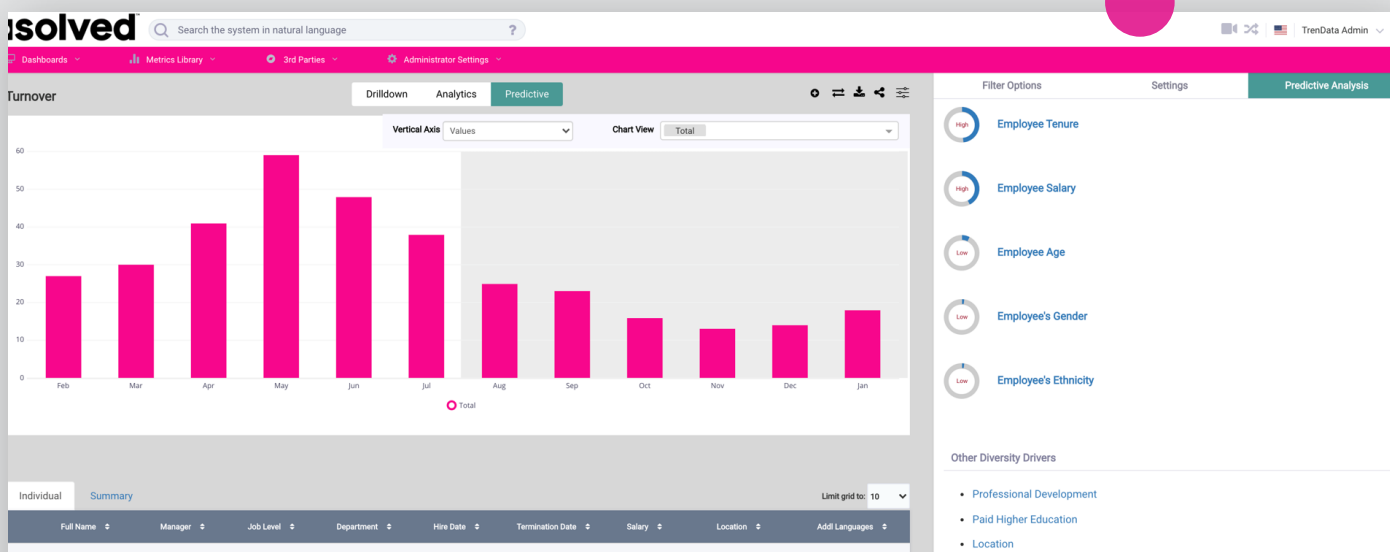 isolved
Search the system in natural language
?
TrenData Admin
Dashboards
Metrics Library
3rd Parties
Administrator Settings
Turnover
Drilldown
Analytics
Predictive
Vertical Axis
Values
Chart View
Total
60
50
40
30
20
10
0
Feb
Mar
Apr
May
Jun
Jul
Aug
Sep
Oct
Nov
Dec
Jan
Total
Individual
Summary
Limit grid to: 10
Full Name
Manager
Job Level
Department
Hire Date
Termination Date
Salary
Location
Addl Languages
Filter Options
Settings
Predictive Analysis
High
Employee Tenure
High
Employee Salary
Low
Employee Age
Low
Employee's Gender
Low
Employee's Ethnicity
Other Diversity Drivers
• Professional Development
• Paid Higher Education
• Location